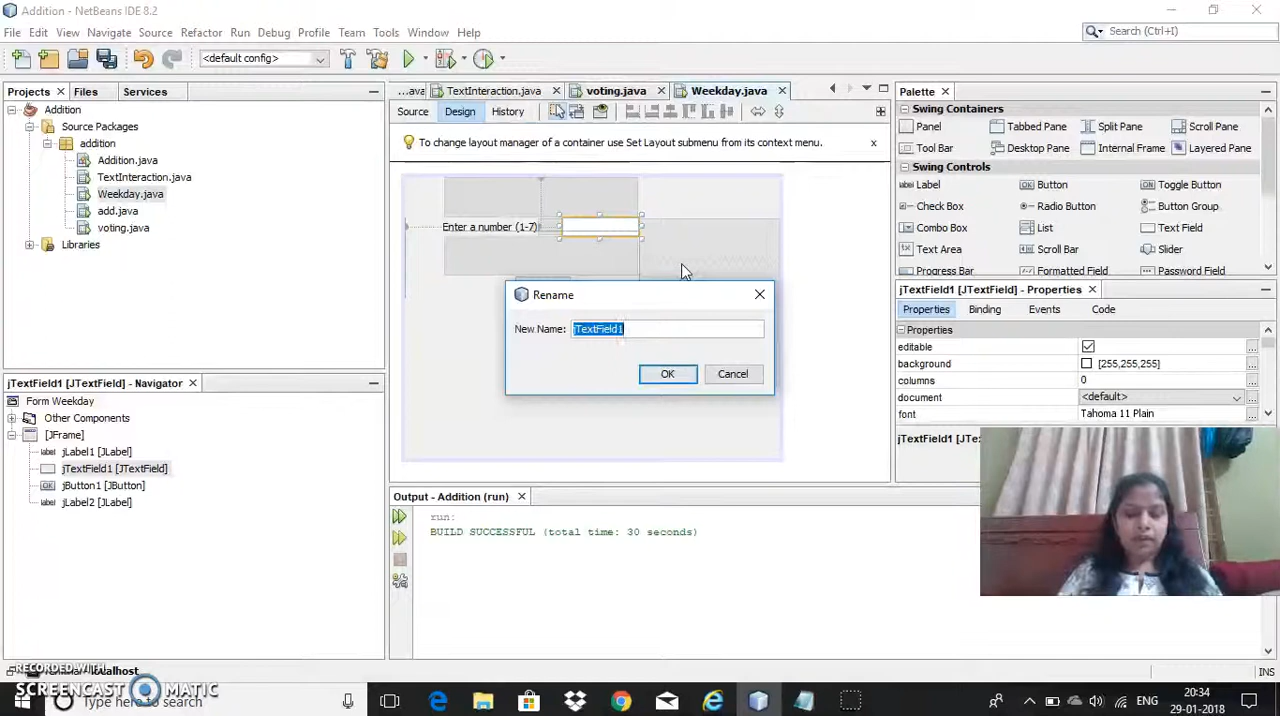 Addition - NetBeans IDE 8.2
File Edit View Navigate Source Refactor Run Debug Profile Team Tools Window Help
Search (Ctrl+I)
<default config>
Projects Files Services
...ava TextInteraction.java voting.java Weekday.java
Palette
Addition
Source Packages
addition
Addition.java
TextInteraction.java
Weekday.java
add.java
voting.java
Libraries
Source Design History
To change layout manager of a container use Set Layout submenu from its context menu.
Enter a number (1-7)
Swing Containers
Panel Tabbed Pane Split Pane Scroll Pane
Tool Bar Desktop Pane Internal Frame Layered Pane
Swing Controls
Label Button Toggle Button
Check Box Radio Button Button Group
Combo Box List Text Field
Text Area Scroll Bar Slider
Progress Bar Formatted Field Password Field
Rename
New Name: jTextField1
OK Cancel
jTextField1 [JTextField] - Properties
Properties Binding Events Code
Properties
editable
background [255,255,255]
columns 0
document <default>
font Tahoma 11 Plain
jTextField1 [JTe
jTextField1 [JTextField] - Navigator
Form Weekday
Other Components
[JFrame]
jLabel1 [JLabel]
jTextField1 [JTextField]
jButton1 [JButton]
jLabel2 [JLabel]
Output - Addition (run)
run:
BUILD SUCCESSFUL (total time: 30 seconds)
RECORDED WITH
SCREENCAST MATIC
localhost
Type here to search
ENG
20:34
29-01-2018
INS